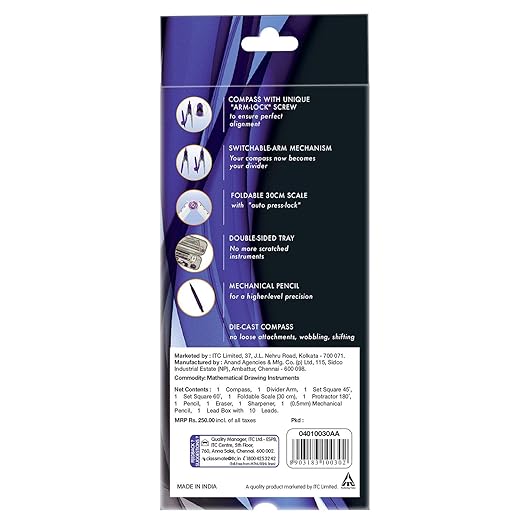 COMPASS WITH UNIQUE
"ARM-LOCK" SCREW
to ensure perfect
alignment
SWITCHABLE-ARM MECHANISM
Your compass now becomes
your divider
FOLDABLE 30CM SCALE
with "auto press-lock"
DOUBLE-SIDED TRAY
No more scratched
instruments
MECHANICAL PENCIL
for a higher-level precision
DIE-CAST COMPASS
no loose attachments, wobbling, shifting
Marketed by : ITC Limited, 37, J.L. Nehru Road, Kolkata - 700 071.
Manufactured by : Anand Agencies & Mfg. Co. (p) Ltd, 115, Sidco
Industrial Estate (NP), Ambattur, Chennai - 600 098.
Commodity: Mathematical Drawing Instruments
Net Contents : 1 Compass, 1 Divider Arm, 1 Set Square 45°,
1 Set Square 60°, 1 Foldable Scale (30 cm), 1 Protractor 180°,
1 Pencil, 1 Eraser, 1 Sharpener, 1 (0.5mm) Mechanical
Pencil, 1 Lead Box with 10 Leads.
MRP Rs. 250.00 incl. of all taxes
Pkd :
Quality Manager, ITC Ltd.- ESPB,
ITC Centre, 5th Floor,
760, Anna Salai, Chennai. 600 002.
classmate@itc.in 1800 425 3242
04010030AA
8 903183 100302
MADE IN INDIA
A quality product marketed by ITC Limited.